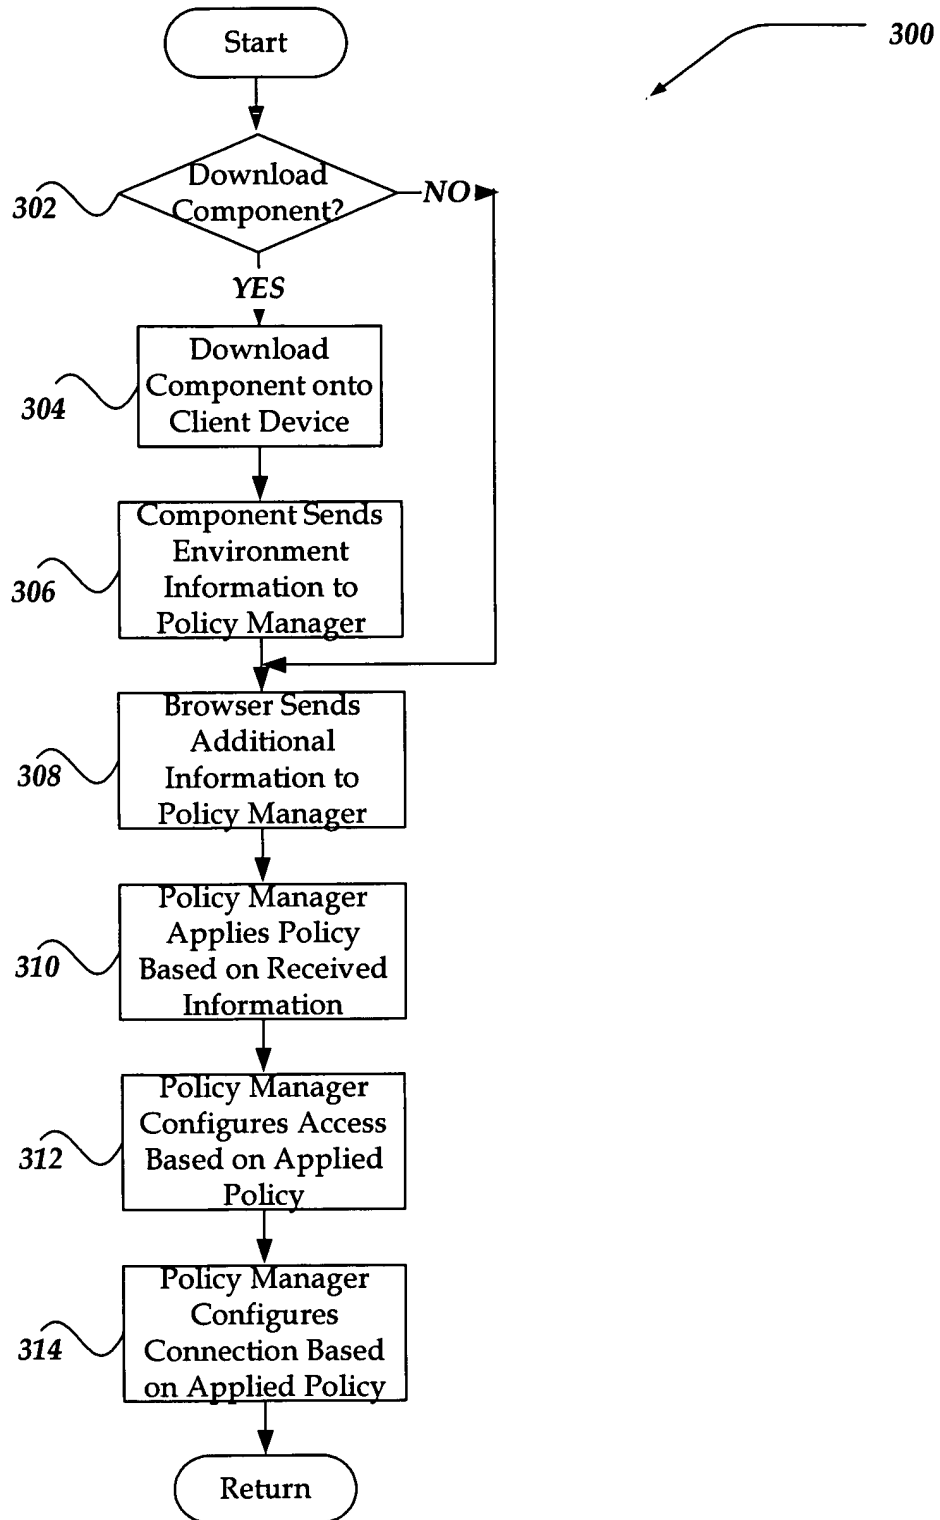 Start
300
Download
Component?
302
NO
YES
Download
Component onto
Client Device
304
Component Sends
Environment
Information to
Policy Manager
306
Browser Sends
Additional
Information to
Policy Manager
308
Policy Manager
Applies Policy
Based on Received
Information
310
Policy Manager
Configures Access
Based on Applied
Policy
312
Policy Manager
Configures
Connection Based
on Applied Policy
314
Return